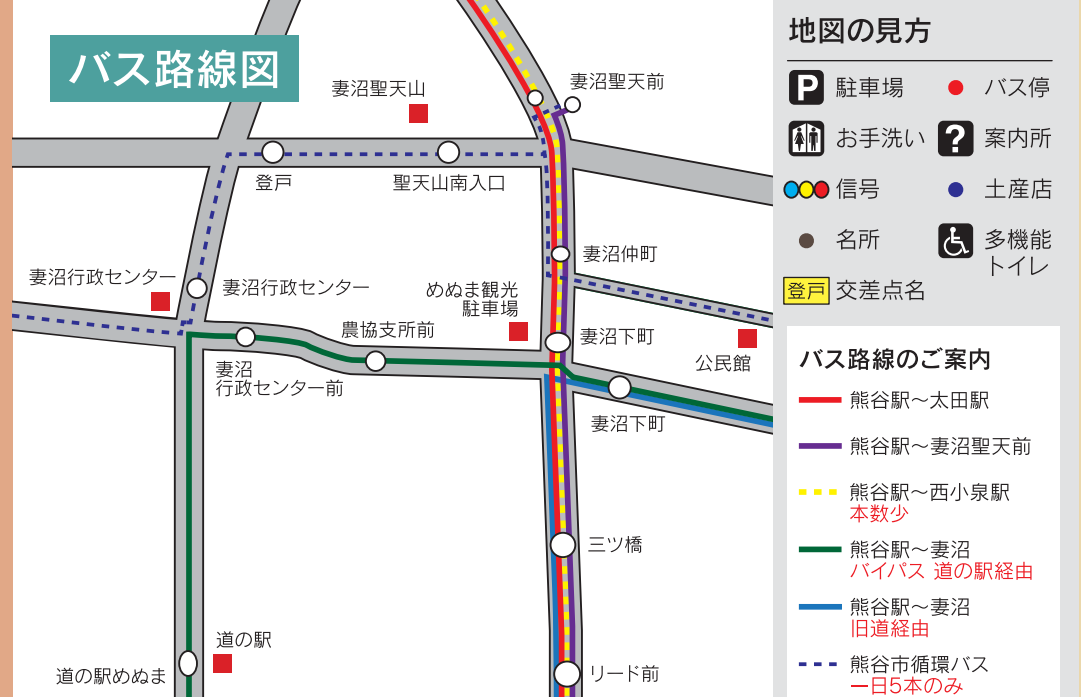 バス路線図
妻沼聖天山
妻沼聖天前
登戸
聖天山南入口
妻沼仲町
妻沼行政センター
妻沼行政センター
めぬま観光
駐車場
農協支所前
妻沼下町
公民館
妻沼
行政センター前
妻沼下町
三ツ橋
道の駅
道の駅めぬま
リード前
地図の見方
P
駐車場
バス停
お手洗い
?
案内所
信号
土産店
名所
多機能
トイレ
登戸
交差点名
バス路線のご案内
熊谷駅〜太田駅
熊谷駅〜妻沼聖天前
熊谷駅〜西小泉駅
本数少
熊谷駅〜妻沼
バイパス 道の駅経由
熊谷駅〜妻沼
旧道経由
熊谷市循環バス
一日5本のみ